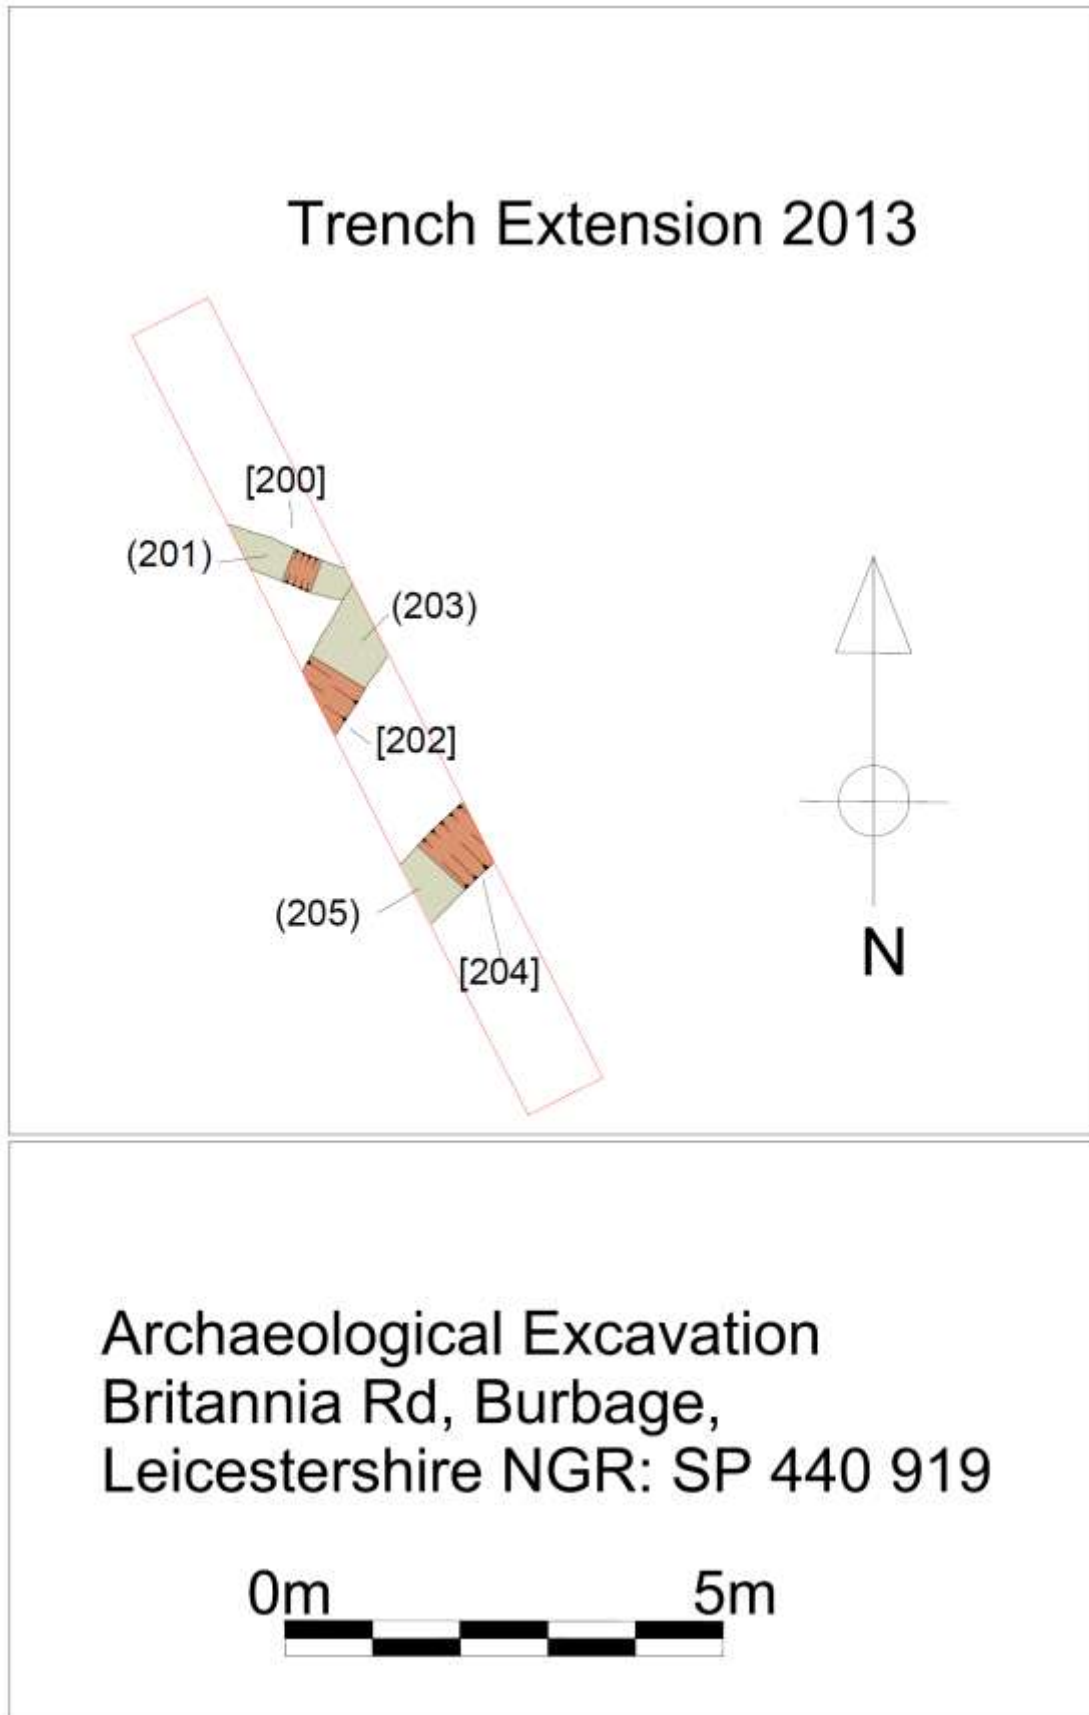 Trench Extension 2013
[200]
(201)
(203)
[202]
(205)
[204]
N
Archaeological Excavation
Britannia Rd, Burbage,
Leicestershire NGR: SP 440 919
0m 5m